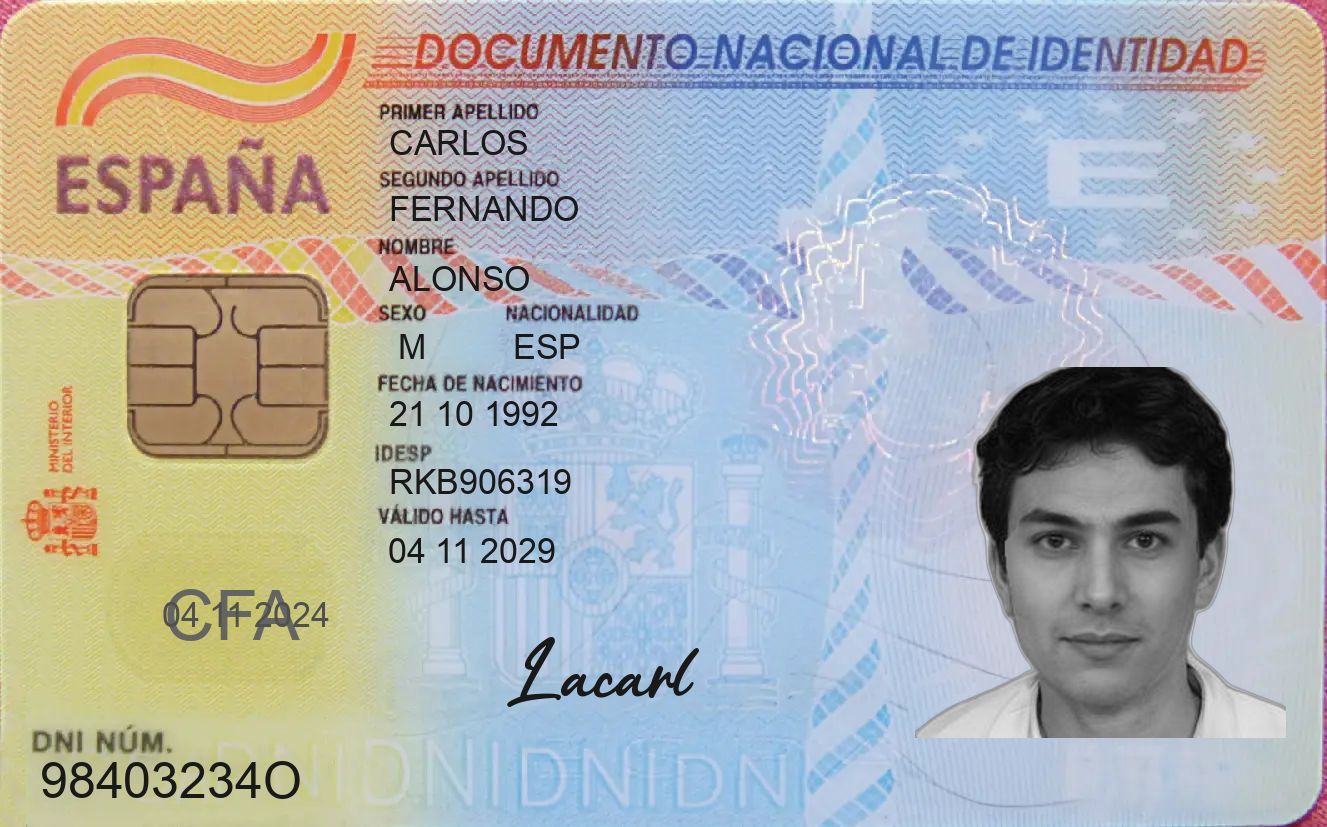 DOCUMENTO NACIONAL DE IDENTIDAD
ESPAÑA
E
PRIMER APELLIDO
CARLOS
SEGUNDO APELLIDO
FERNANDO
NOMBRE
ALONSO
SEXO NACIONALIDAD
M ESP
FECHA DE NACIMIENTO
21 10 1992
IDESP
RKB906319
VÁLIDO HASTA
04 11 2029
MINISTERIO
DEL INTERIOR
CFA
04 11 2024
Lacarl
DNI NÚM.
98403234O
DNIDNIDNIDNI